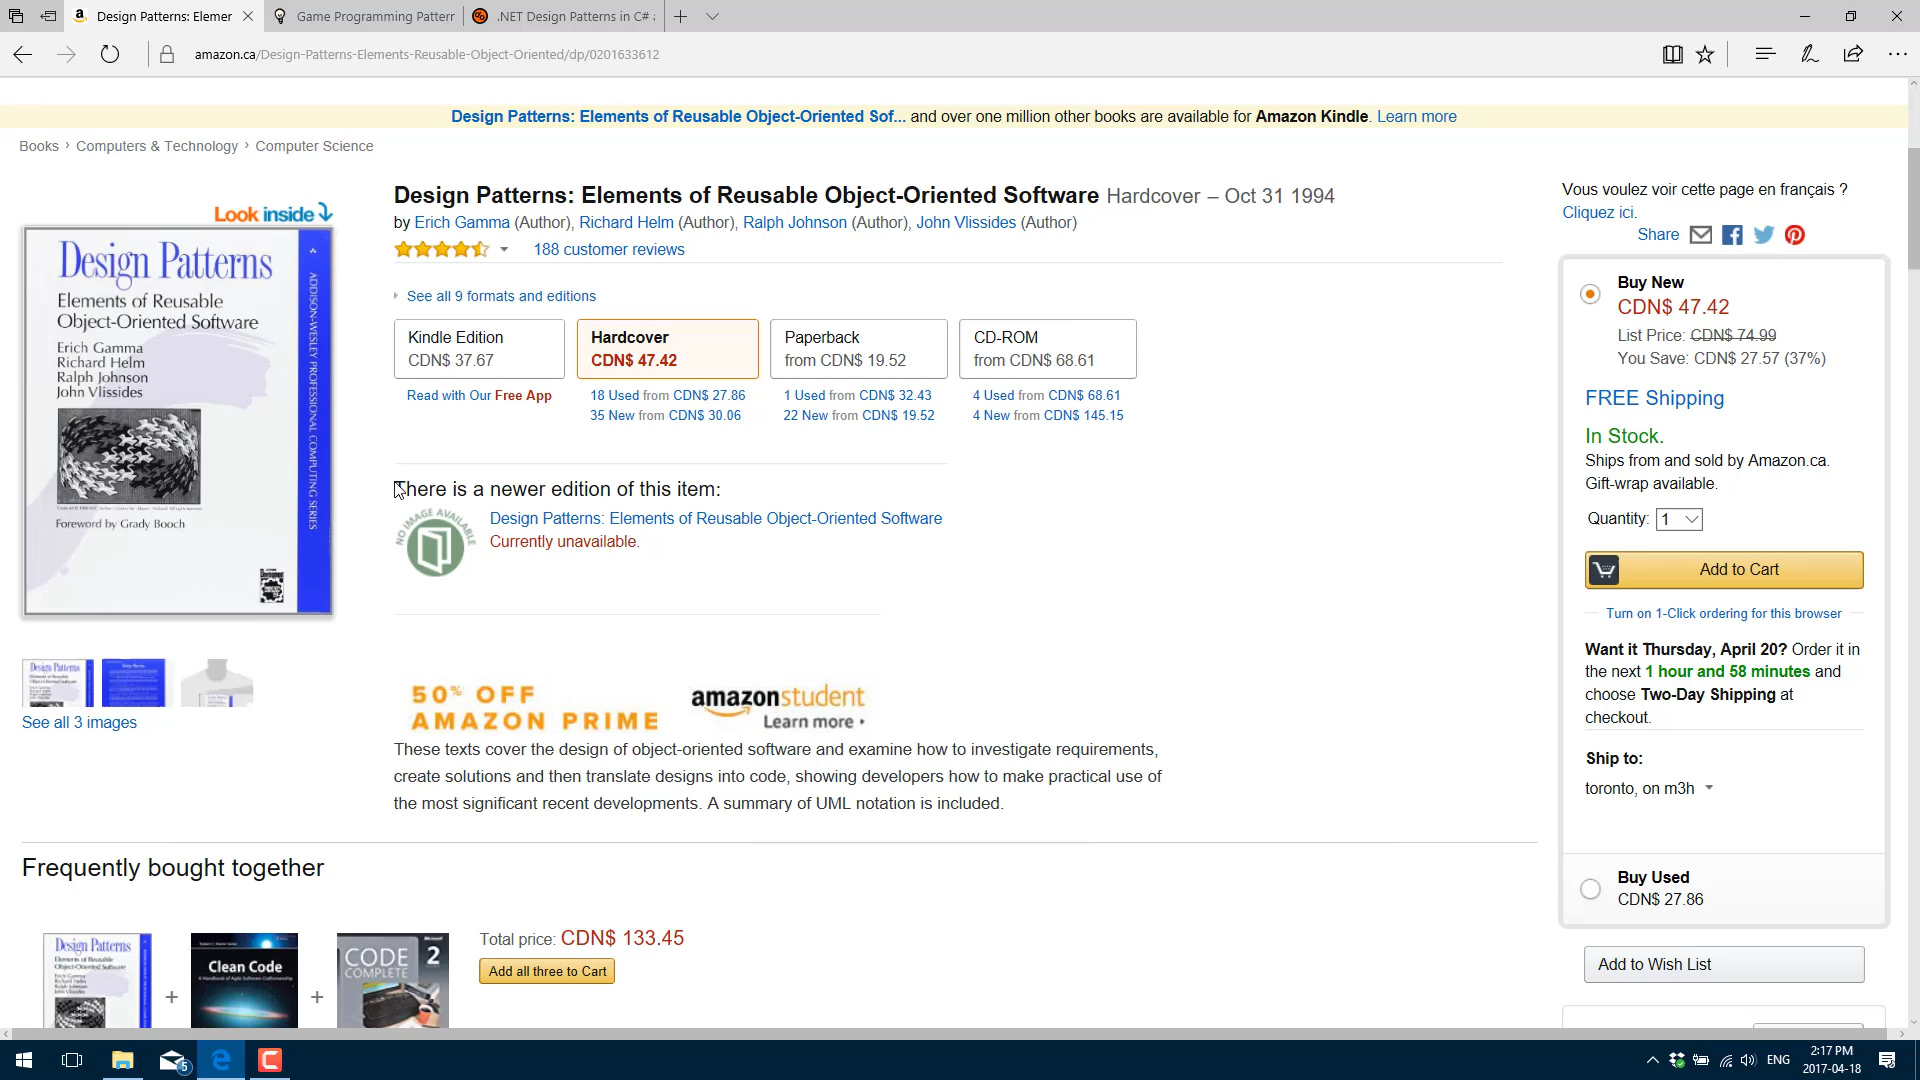 Design Patterns: Elemer
Game Programming Pattern
.NET Design Patterns in C# a
amazon.ca/Design-Patterns-Elements-Reusable-Object-Oriented/dp/0201633612
Design Patterns: Elements of Reusable Object-Oriented Sof... and over one million other books are available for Amazon Kindle. Learn more
Books › Computers & Technology › Computer Science
Look inside
Design Patterns
Elements of Reusable
Object-Oriented Software
Erich Gamma
Richard Helm
Ralph Johnson
John Vlissides
Foreword by Grady Booch
ADDISON-WESLEY PROFESSIONAL COMPUTING SERIES
See all 3 images
Design Patterns: Elements of Reusable Object-Oriented Software Hardcover – Oct 31 1994
by Erich Gamma (Author), Richard Helm (Author), Ralph Johnson (Author), John Vlissides (Author)
188 customer reviews
See all 9 formats and editions
Kindle Edition
CDN$ 37.67
Read with Our Free App
Hardcover
CDN$ 47.42
18 Used from CDN$ 27.86
35 New from CDN$ 30.06
Paperback
from CDN$ 19.52
1 Used from CDN$ 32.43
22 New from CDN$ 19.52
CD-ROM
from CDN$ 68.61
4 Used from CDN$ 68.61
4 New from CDN$ 145.15
There is a newer edition of this item:
NO IMAGE AVAILABLE
Design Patterns: Elements of Reusable Object-Oriented Software
Currently unavailable.
50% OFF
AMAZON PRIME
amazonstudent
Learn more
These texts cover the design of object-oriented software and examine how to investigate requirements,
create solutions and then translate designs into code, showing developers how to make practical use of
the most significant recent developments. A summary of UML notation is included.
Vous voulez voir cette page en français ?
Cliquez ici.
Share
Buy New
CDN$ 47.42
List Price: CDN$ 74.99
You Save: CDN$ 27.57 (37%)
FREE Shipping
In Stock.
Ships from and sold by Amazon.ca.
Gift-wrap available.
Quantity: 1
Add to Cart
Turn on 1-Click ordering for this browser
Want it Thursday, April 20? Order it in
the next 1 hour and 58 minutes and
choose Two-Day Shipping at
checkout.
Ship to:
toronto, on m3h
Buy Used
CDN$ 27.86
Add to Wish List
Frequently bought together
Design Patterns
Elements of Reusable
Object-Oriented Software
+
Clean Code
A Handbook of Agile Software Craftsmanship
+
CODE
COMPLETE 2
Total price: CDN$ 133.45
Add all three to Cart
5
ENG
2:17 PM
2017-04-18